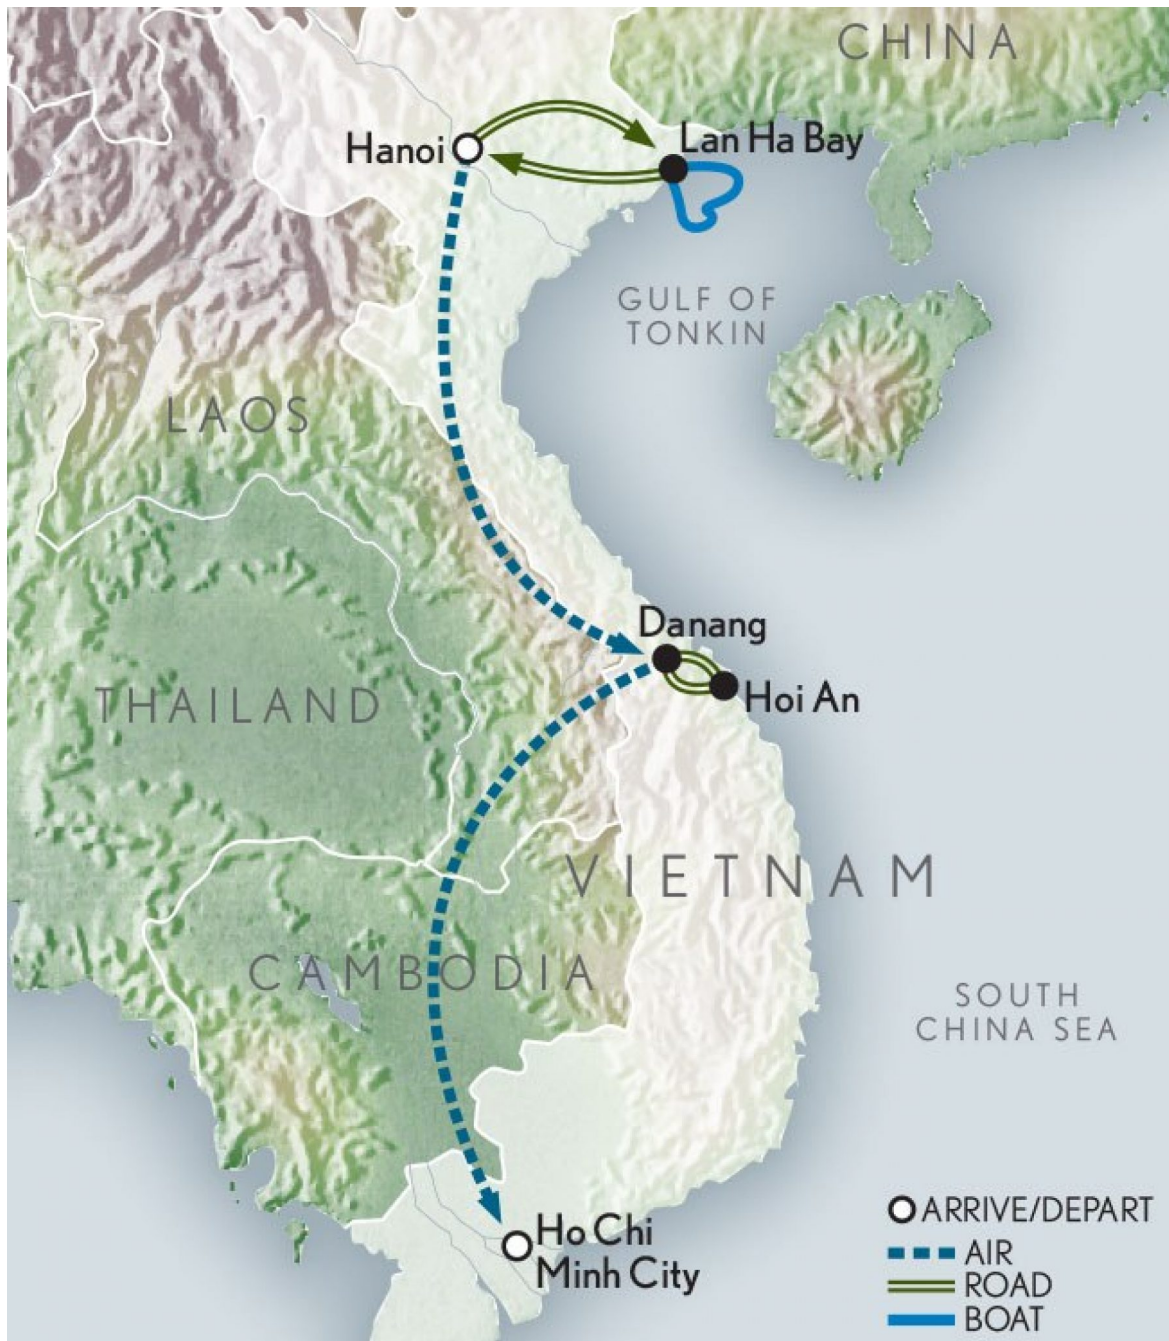 CHINA
Lan Ha Bay
Hanoi
GULF OF
TONKIN
LAOS
Danang
Hoi An
THAILAND
VIETNAM
CAMBODIA
SOUTH
CHINA SEA
Ho Chi
Minh City
ARRIVE/DEPART
AIR
ROAD
BOAT